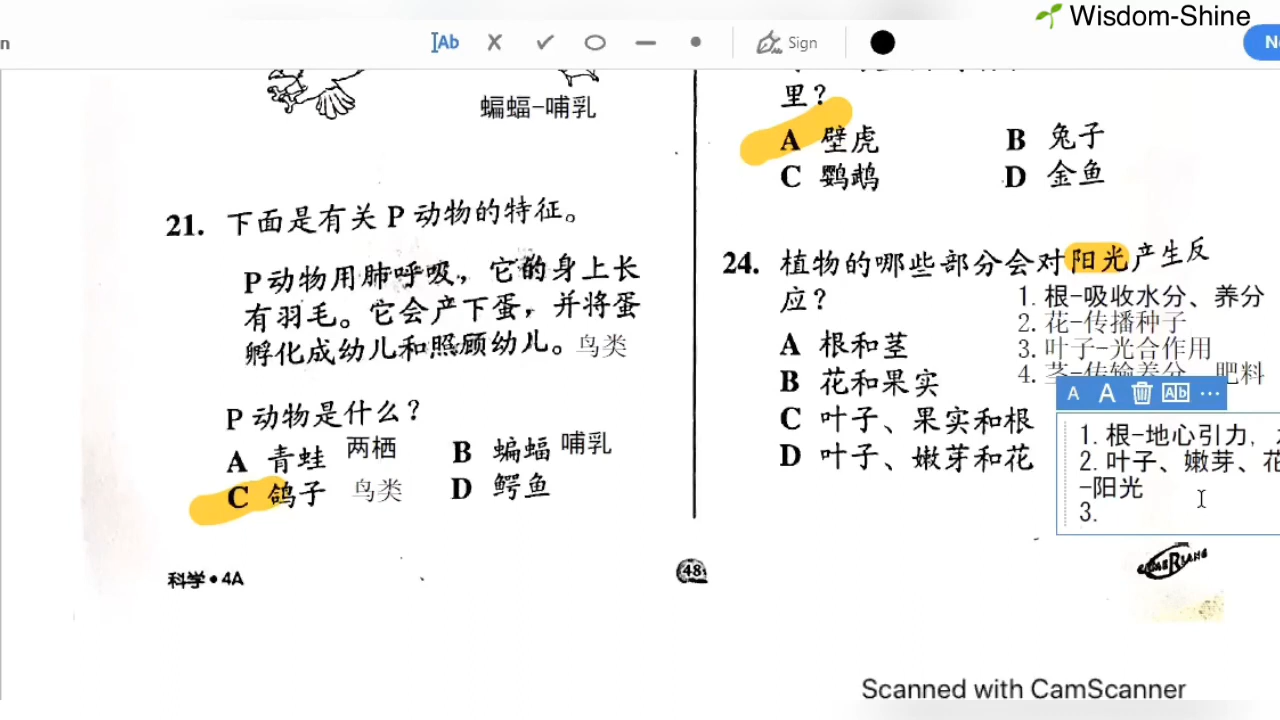 Wisdom-Shine
n
Ab
Sign
蝙蝠-哺乳
21. 下面是有关 P 动物的特征。
P动物用肺呼吸，它的身上长
有羽毛。它会产下蛋，并将蛋
孵化成幼儿和照顾幼儿。鸟类
P 动物是什么？
A 青蛙 两栖
B 蝙蝠 哺乳
C 鸽子 鸟类
D 鳄鱼
里？
A 壁虎
B 兔子
C 鹦鹉
D 金鱼
24. 植物的哪些部分会对阳光产生反
应？
1. 根-吸收水分、养分
2. 花-传播种子
3. 叶子-光合作用
4. 茎-传输养分、肥料
A 根和茎
B 花和果实
C 叶子、果实和根
D 叶子、嫩芽和花
A A Ab
1. 根-地心引力，
2. 叶子、嫩芽、花
-阳光
3.
科学•4A
48
Scanned with CamScanner